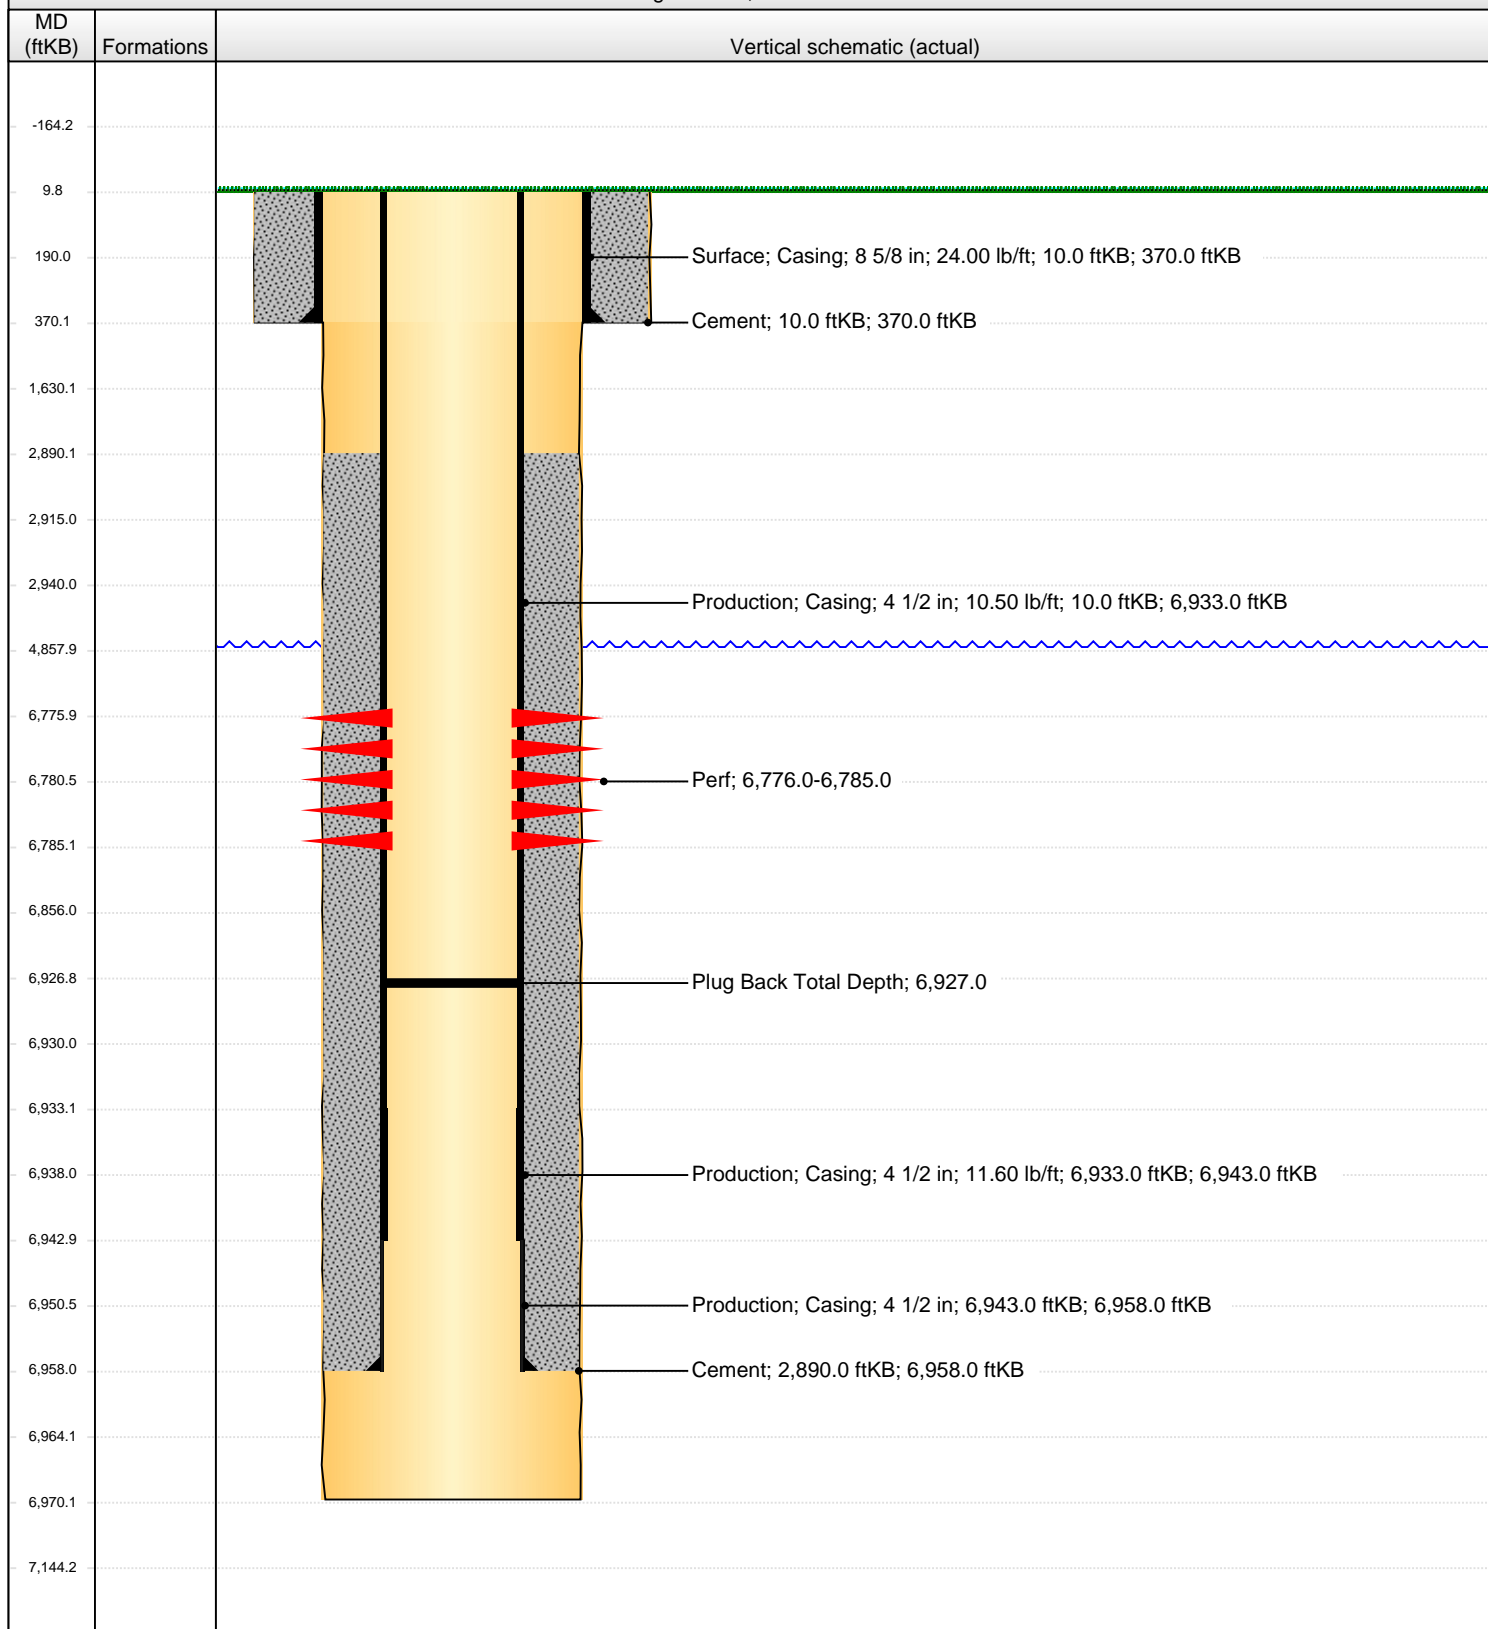 MD
(ftKB)
Formations
Vertical schematic (actual)
-164.2
9.8
190.0
Surface; Casing; 8 5/8 in; 24.00 lb/ft; 10.0 ftKB; 370.0 ftKB
370.1
Cement; 10.0 ftKB; 370.0 ftKB
1,630.1
2,890.1
2,915.0
2,940.0
Production; Casing; 4 1/2 in; 10.50 lb/ft; 10.0 ftKB; 6,933.0 ftKB
4,857.9
6,775.9
6,780.5
Perf; 6,776.0-6,785.0
6,785.1
6,856.0
6,926.8
Plug Back Total Depth; 6,927.0
6,930.0
6,933.1
6,938.0
Production; Casing; 4 1/2 in; 11.60 lb/ft; 6,933.0 ftKB; 6,943.0 ftKB
6,942.9
6,950.5
Production; Casing; 4 1/2 in; 6,943.0 ftKB; 6,958.0 ftKB
6,958.0
Cement; 2,890.0 ftKB; 6,958.0 ftKB
6,964.1
6,970.1
7,144.2